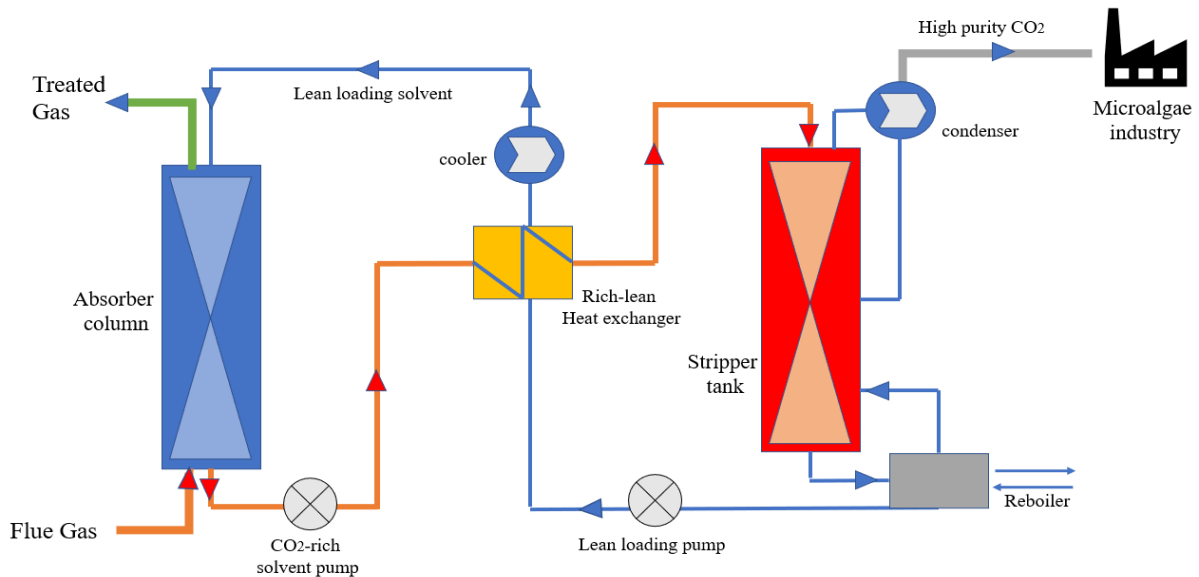 High purity CO2
Treated
Gas
Lean loading solvent
Microalgae
industry
cooler
condenser
Absorber
column
Rich-lean
Heat exchanger
Stripper
tank
Reboiler
Flue Gas
CO2-rich
solvent pump
Lean loading pump